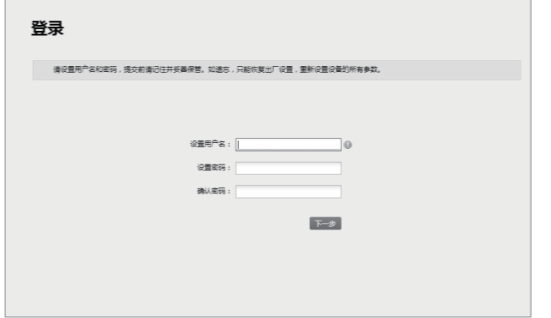 登录
请设置用户名和密码，提交前请记住并妥善保管。如遗忘，只能恢复出厂设置，重新设置设备的所有参数。
设置用户名：
设置密码：
确认密码：
下一步